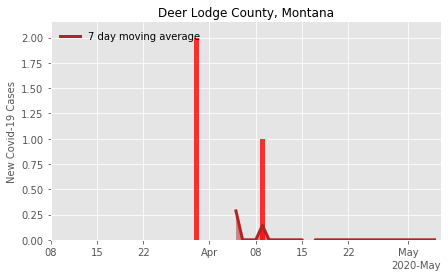 Deer Lodge County, Montana
7 day moving average
New Covid-19 Cases
2.00
1.75
1.50
1.25
1.00
0.75
0.50
0.25
0.00
08 15 22 Apr 08 15 22 May
2020-May